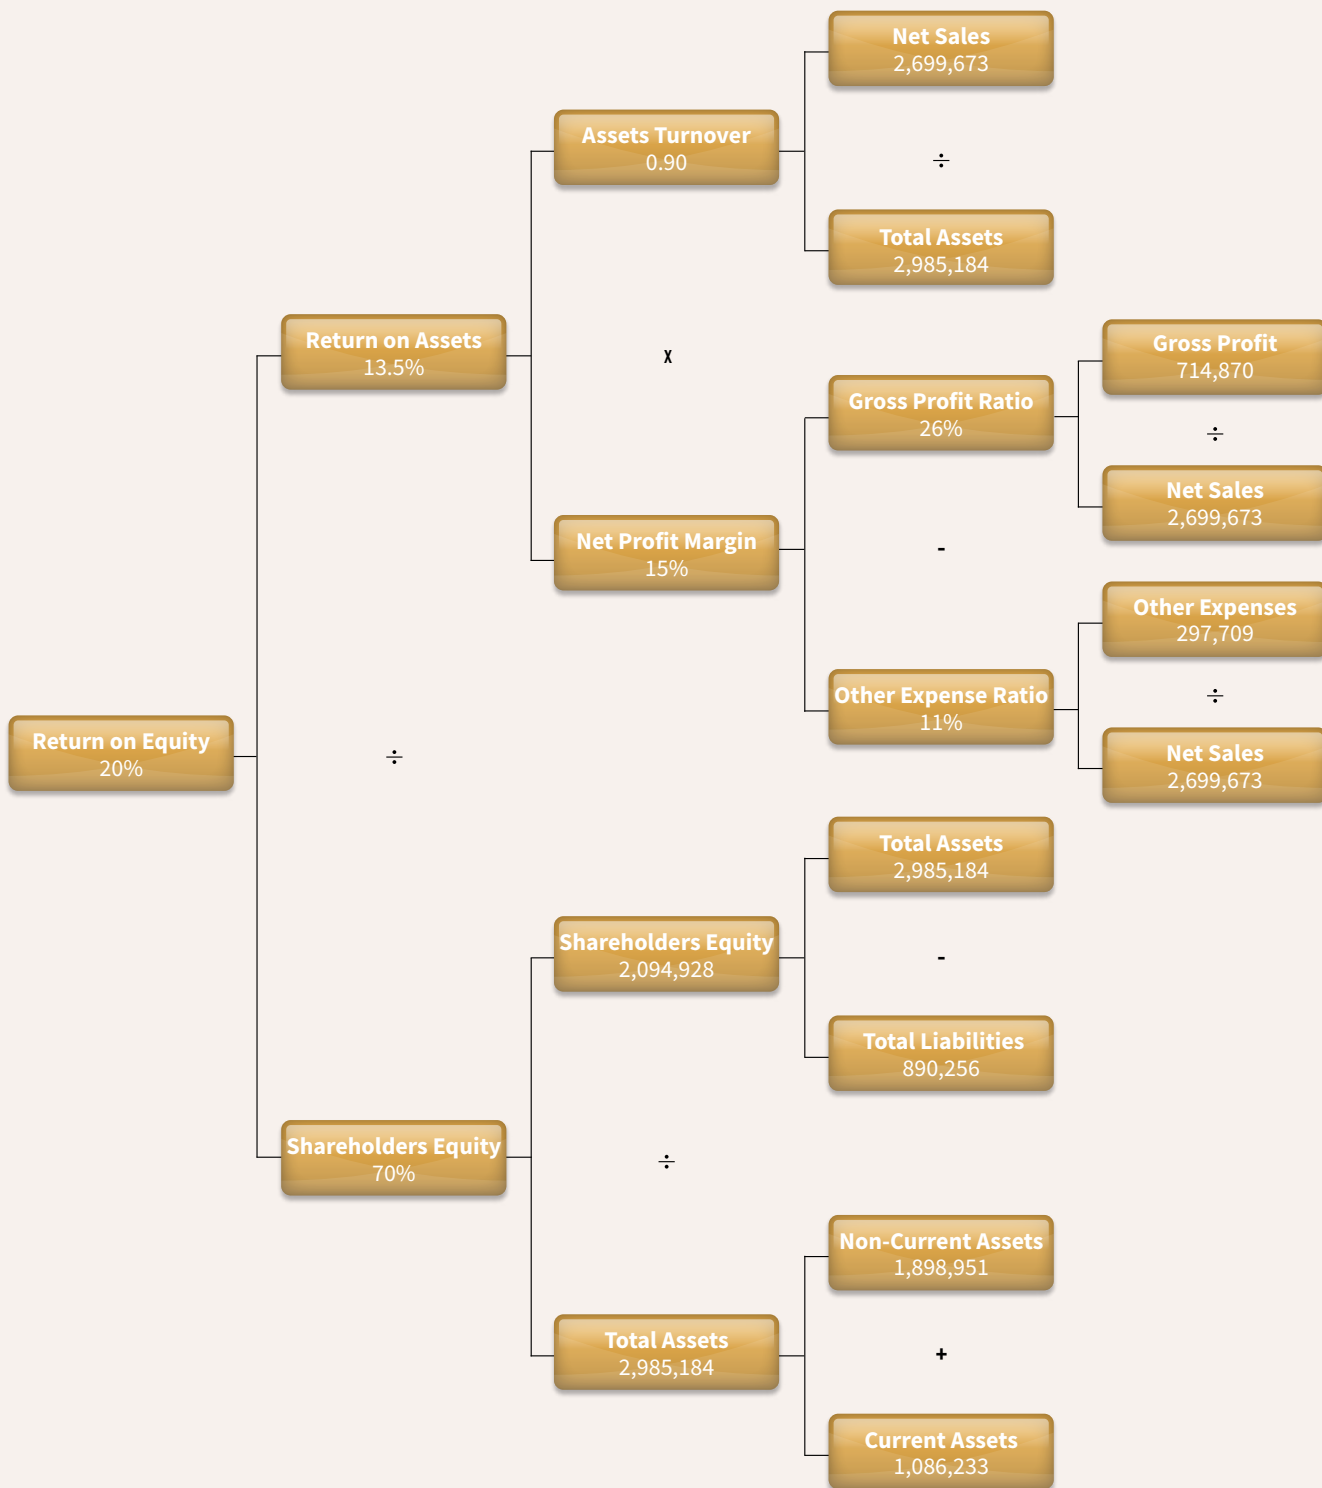 Net Sales
2,699,673
Assets Turnover
0.90
÷
Total Assets
2,985,184
Return on Assets
13.5%
x
Gross Profit
714,870
Gross Profit Ratio
26%
÷
Net Sales
2,699,673
Net Profit Margin
15%
-
Other Expenses
297,709
Other Expense Ratio
11%
÷
Net Sales
2,699,673
Return on Equity
20%
÷
Total Assets
2,985,184
Shareholders Equity
2,094,928
-
Total Liabilities
890,256
Shareholders Equity
70%
÷
Non-Current Assets
1,898,951
Total Assets
2,985,184
+
Current Assets
1,086,233